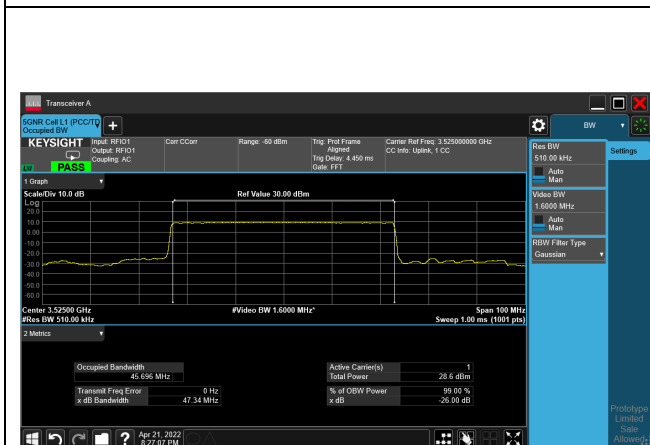 Transceiver A
5GNR Cell L1 (PCC/TD
Occupied BW
BW
KEYSIGHT
Input: RFIO1
Output: RFIO1
Coupling: AC
Corr CCorr
Range: -60 dBm
Trig: Prot Frame
Aligned
Trig Delay: 4.450 ms
Gate: FFT
Carrier Ref Freq: 3.525000000 GHz
CC Info: Uplink, 1 CC
PASS
Res BW
510.00 kHz
Auto
Man
Settings
Video BW
1.6000 MHz
Auto
Man
RBW Filter Type
Gaussian
1 Graph
Scale/Div 10.0 dB
Ref Value 30.00 dBm
Log
20.0
10.0
0.00
-10.0
-20.0
-30.0
-40.0
-50.0
-60.0
Center 3.52500 GHz
#Video BW 1.6000 MHz*
Span 100 MHz
#Res BW 510.00 kHz
Sweep 1.00 ms (1001 pts)
2 Metrics
Occupied Bandwidth
45.696 MHz
Active Carrier(s) 1
Total Power 28.6 dBm
Transmit Freq Error 0 Hz
x dB Bandwidth 47.34 MHz
% of OBW Power 99.00 %
x dB -26.00 dB
Prototype
Limited
Sale
Allowed
Apr 21, 2022
8:27:07 PM